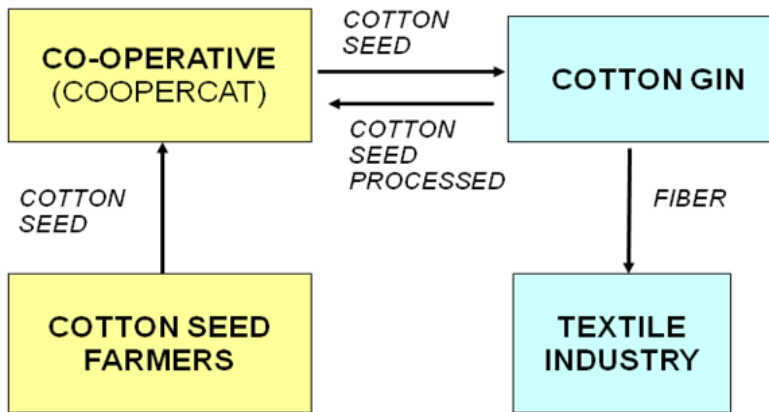 CO-OPERATIVE
(COOPERCAT)
COTTON
SEED
COTTON GIN
COTTON
SEED
PROCESSED
COTTON
SEED
FIBER
COTTON SEED
FARMERS
TEXTILE
INDUSTRY